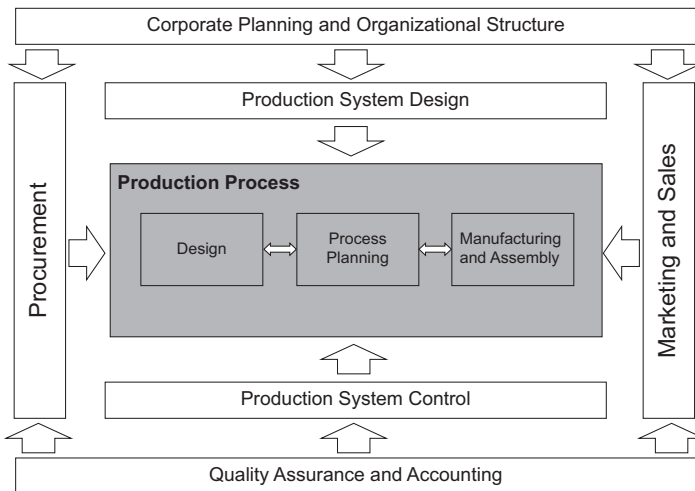 Corporate Planning and Organizational Structure
Production System Design
Procurement
Production Process
Design
Process
Planning
Manufacturing
and Assembly
Marketing and Sales
Production System Control
Quality Assurance and Accounting